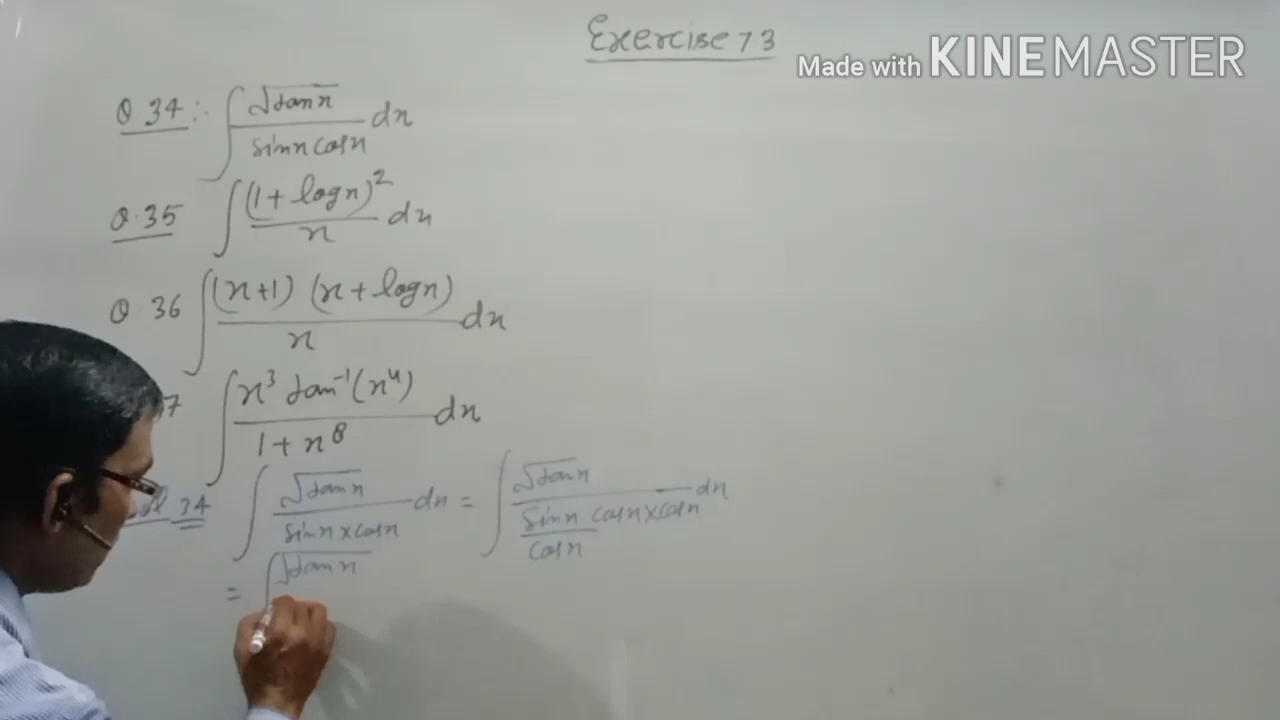 Exercise 7 3
Made with KINEMASTER
Q 34 :- ∫ √tan x / sin x cos x dx
Q. 35 ∫ (1 + log x)² / x dx
Q. 36 ∫ (x+1) (x + log x) / x dx
7 ∫ x³ tan⁻¹(x⁴) / 1 + x⁸ dx
34 ∫ √tan x / sin x × cos x dx = ∫ √tan x / sin x / cos x cos x × cos x dx
= ∫ √tan x